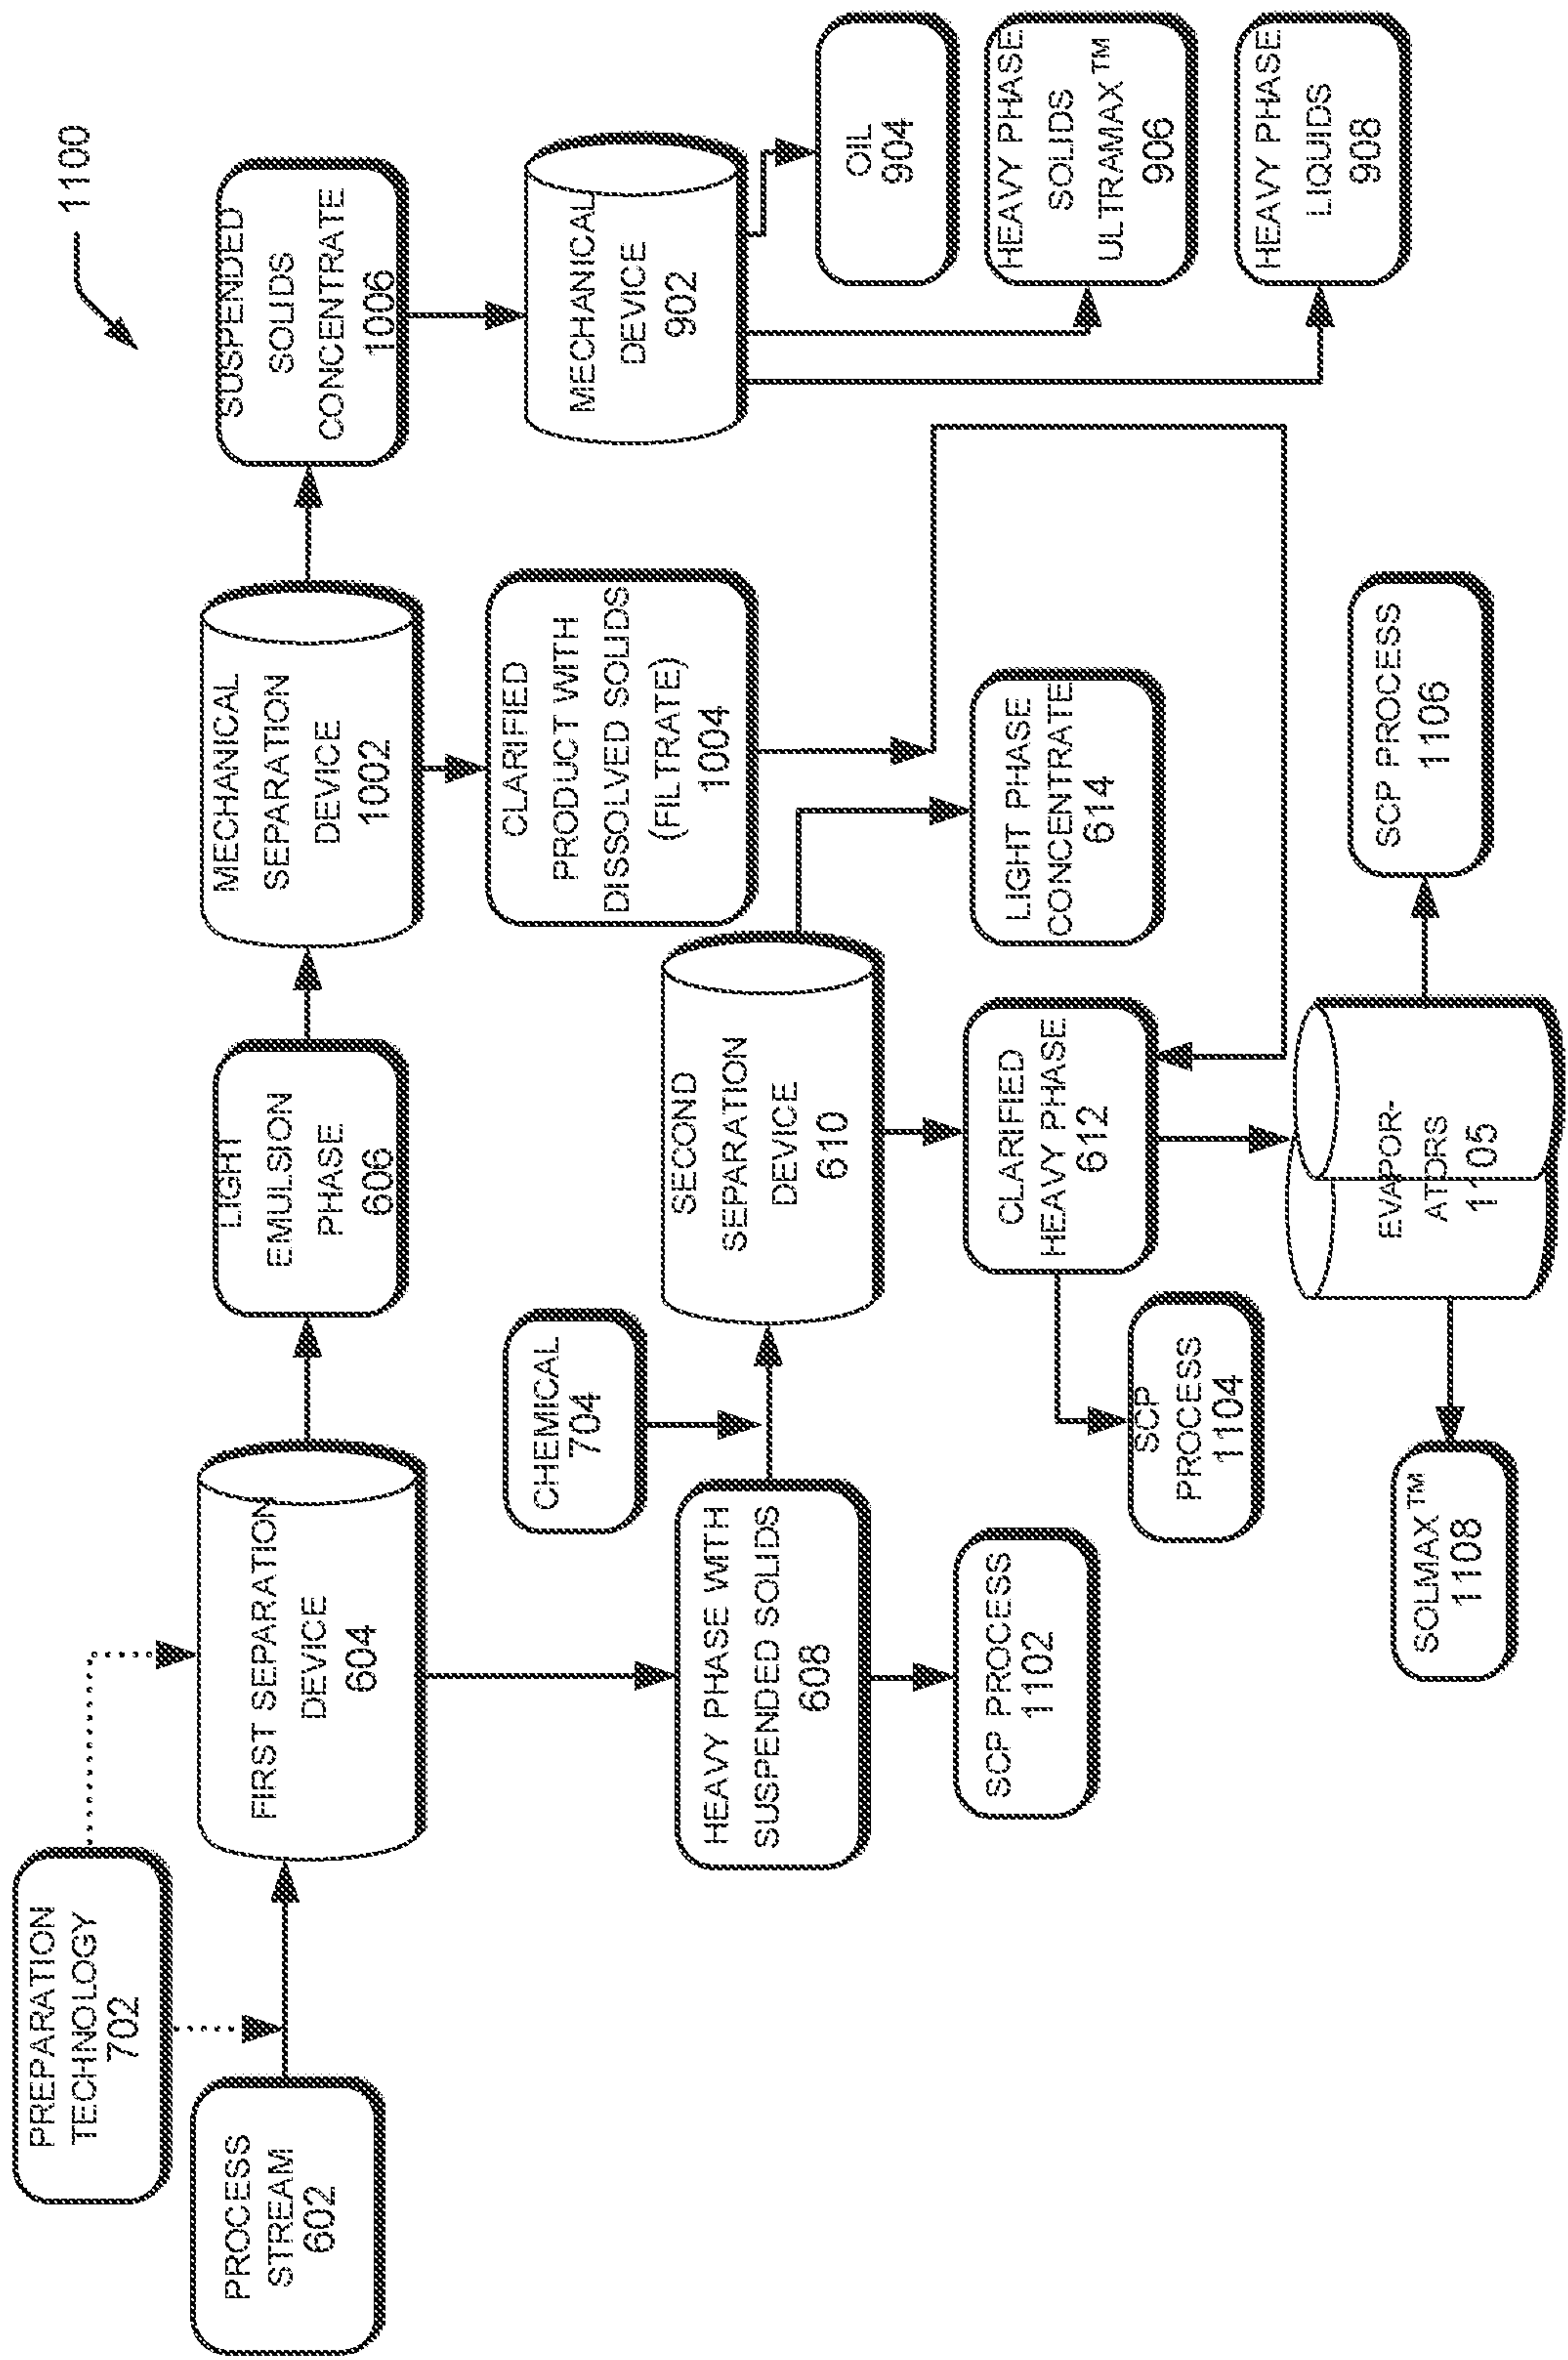 1100
PREPARATION
TECHNOLOGY
702
PROCESS
STREAM
602
FIRST SEPARATION
DEVICE
604
LIGHT
EMULSION
PHASE
606
MECHANICAL
SEPARATION
DEVICE
1002
SUSPENDED
SOLIDS
CONCENTRATE
1006
CHEMICAL
704
CLARIFIED
PRODUCT WITH
DISSOLVED SOLIDS
(FILTRATE)
1004
MECHANICAL
DEVICE
902
HEAVY PHASE WITH
SUSPENDED SOLIDS
608
SECOND
SEPARATION
DEVICE
610
OIL
904
SCP PROCESS
1102
CLARIFIED
HEAVY PHASE
612
LIGHT PHASE
CONCENTRATE
614
HEAVY PHASE
SOLIDS
ULTRAMAX™
906
SCP
PROCESS
1104
HEAVY PHASE
LIQUIDS
908
SOLMAX™
1108
EVAPOR-
ATORS
1105
SCP PROCESS
1106